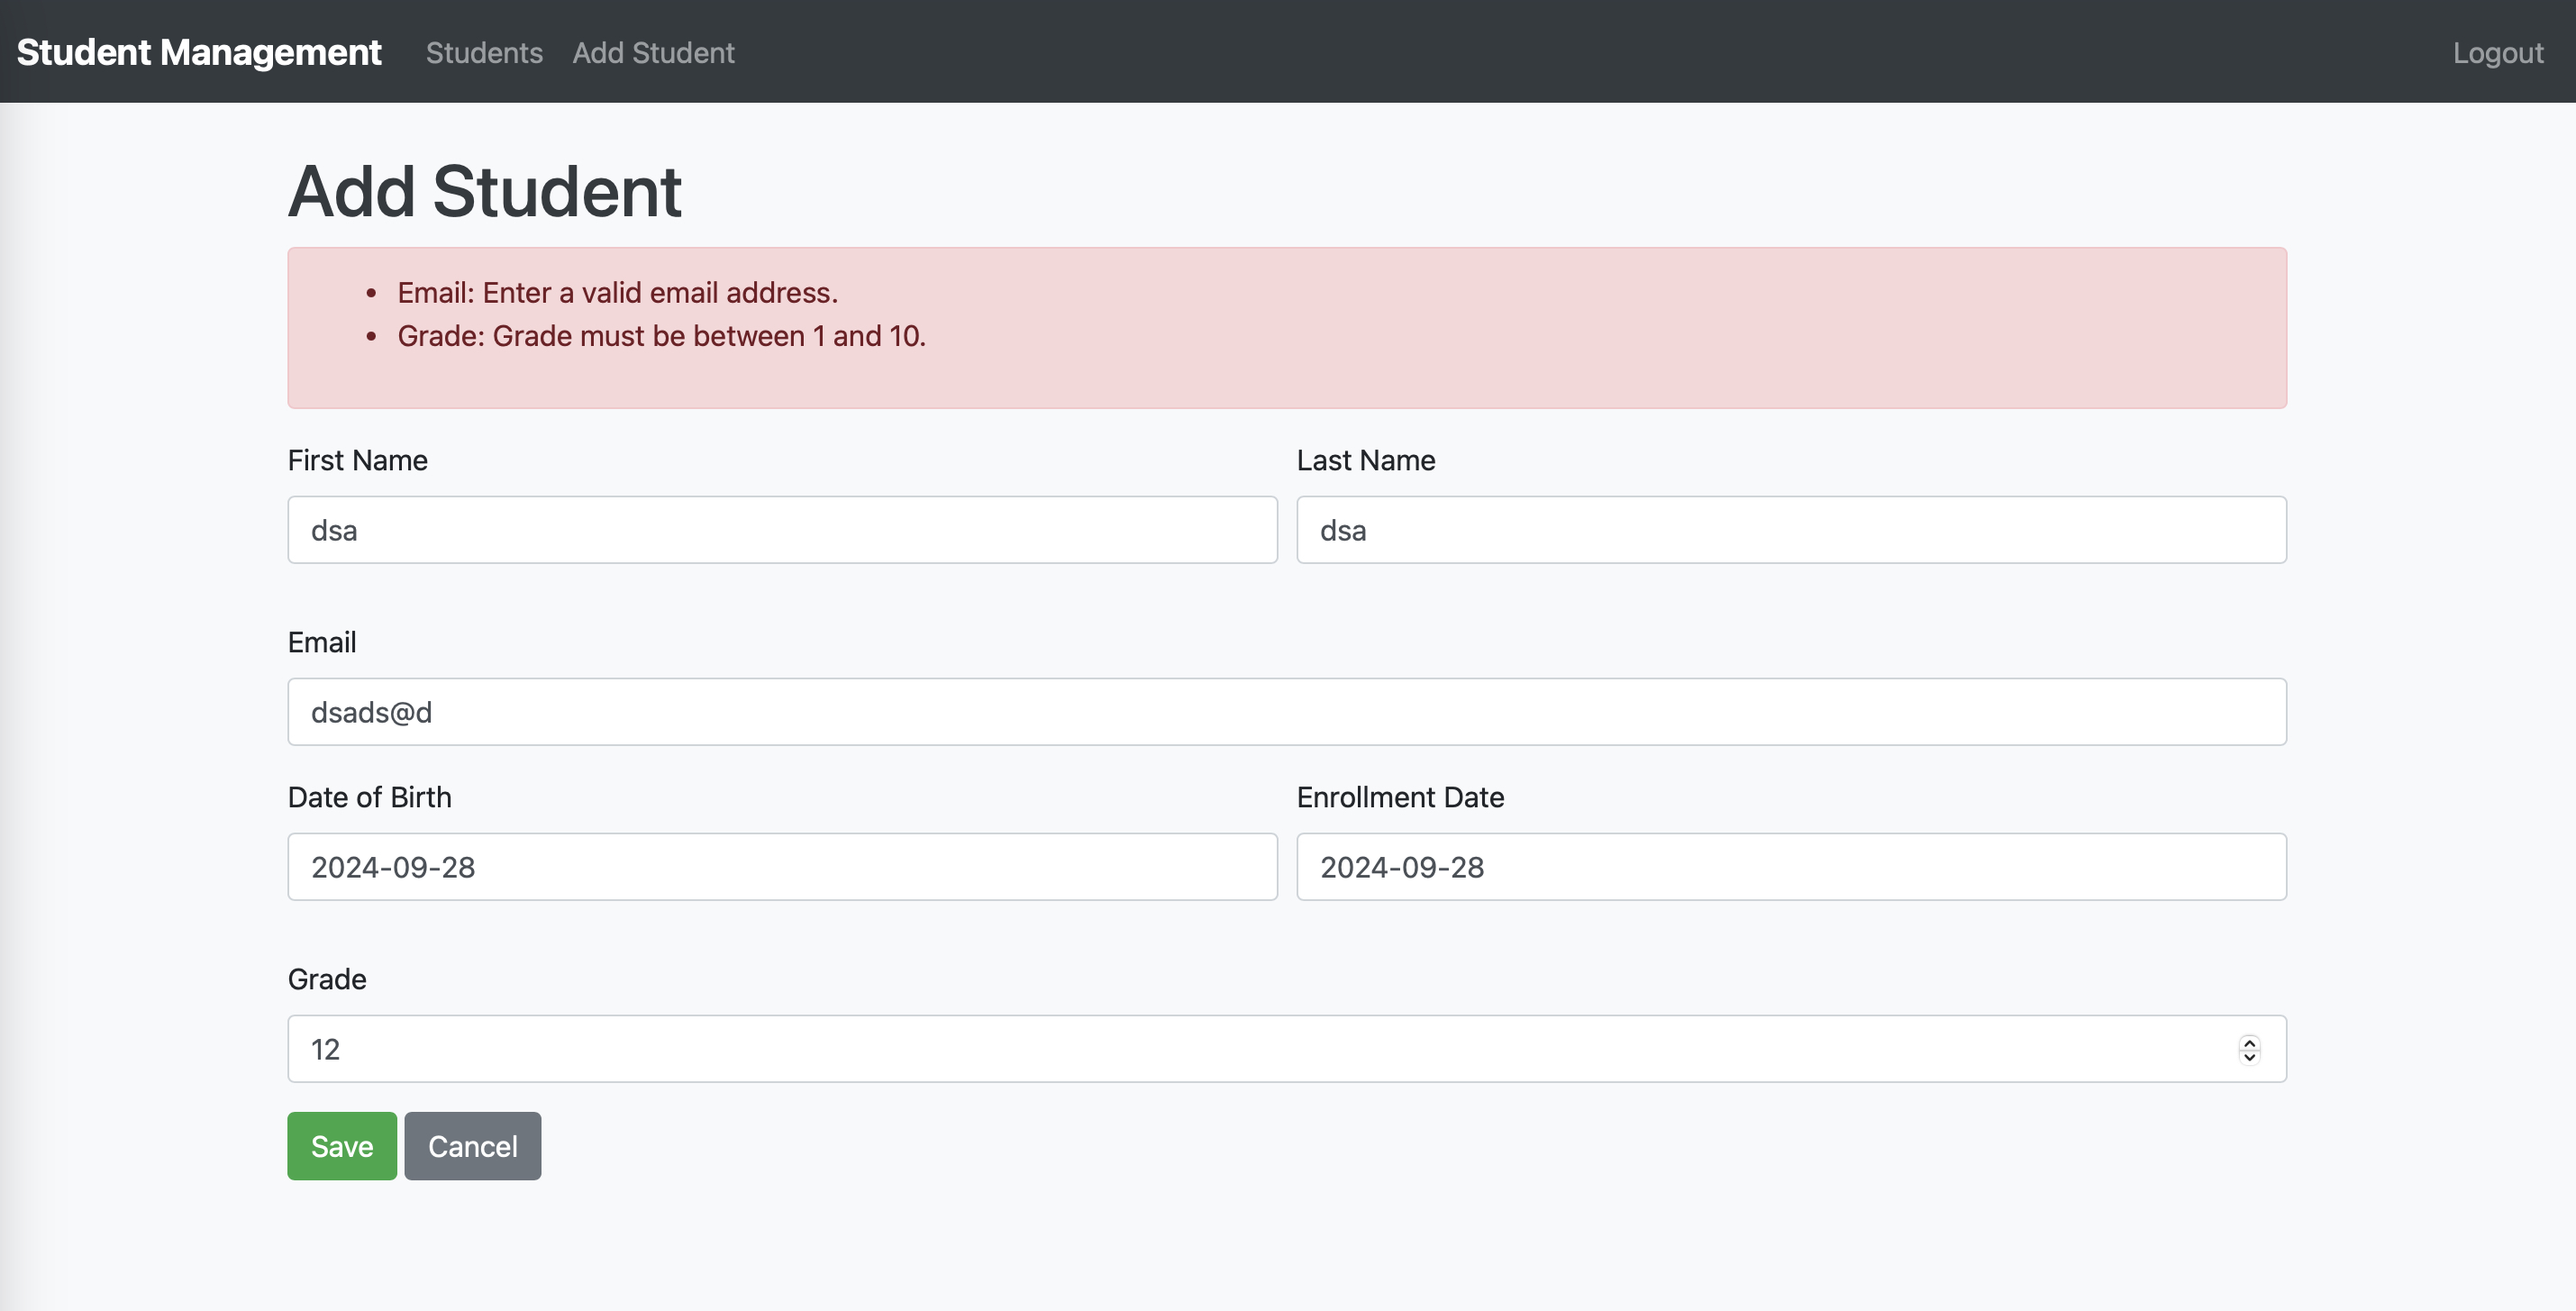 Student Management Students Add Student Logout
Add Student
• Email: Enter a valid email address.
• Grade: Grade must be between 1 and 10.
First Name Last Name
dsa dsa
Email
dsads@d
Date of Birth Enrollment Date
2024-09-28 2024-09-28
Grade
12
Save Cancel